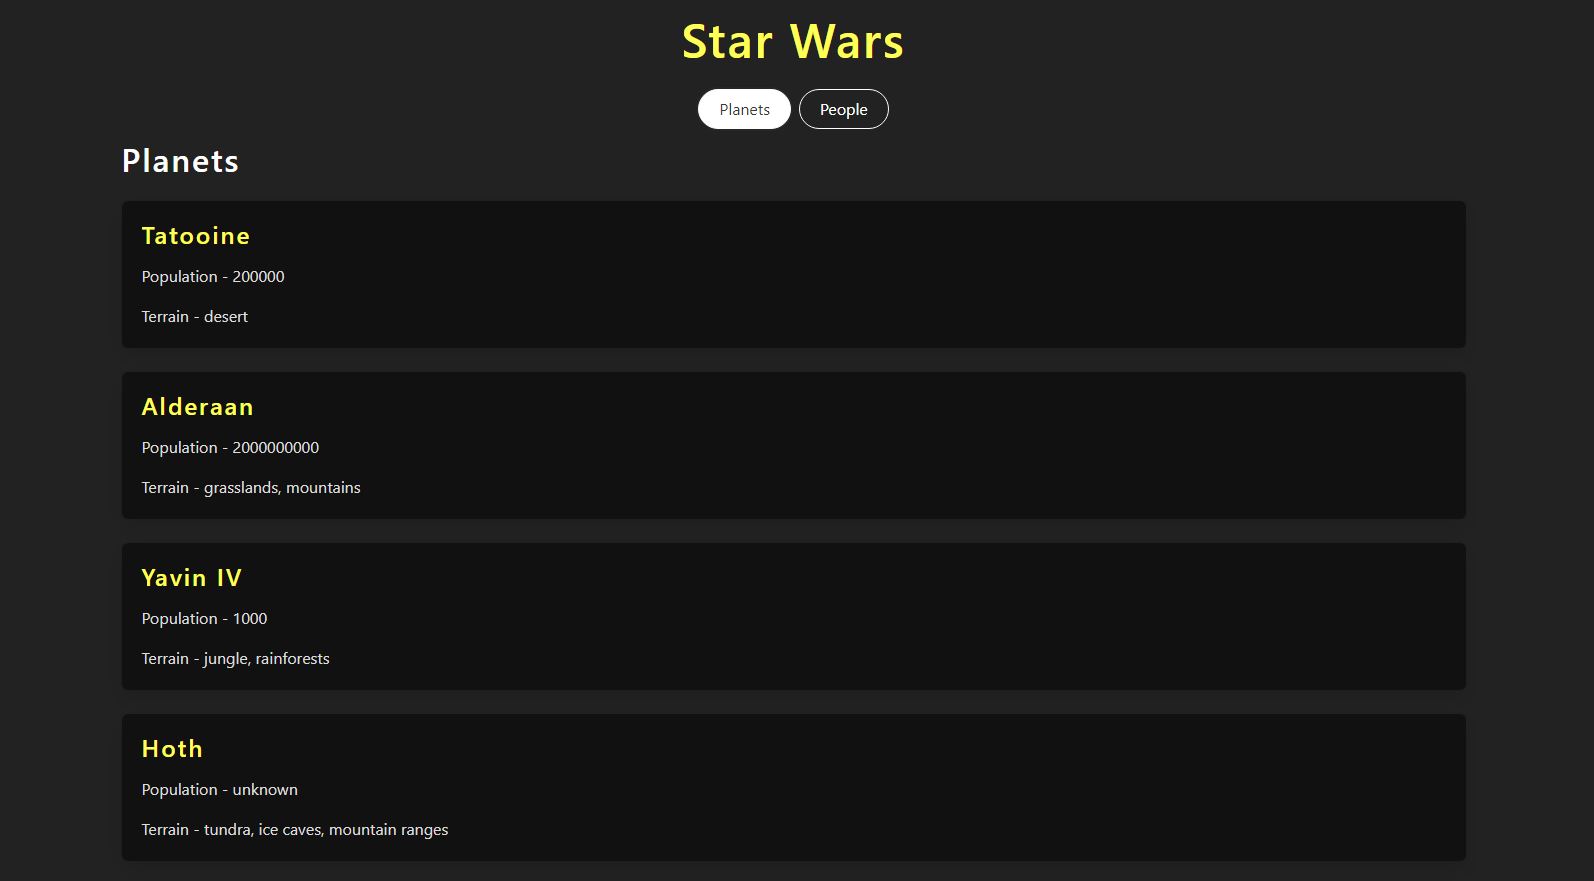 Star Wars
Planets People
Planets
Tatooine
Population - 200000
Terrain - desert
Alderaan
Population - 2000000000
Terrain - grasslands, mountains
Yavin IV
Population - 1000
Terrain - jungle, rainforests
Hoth
Population - unknown
Terrain - tundra, ice caves, mountain ranges